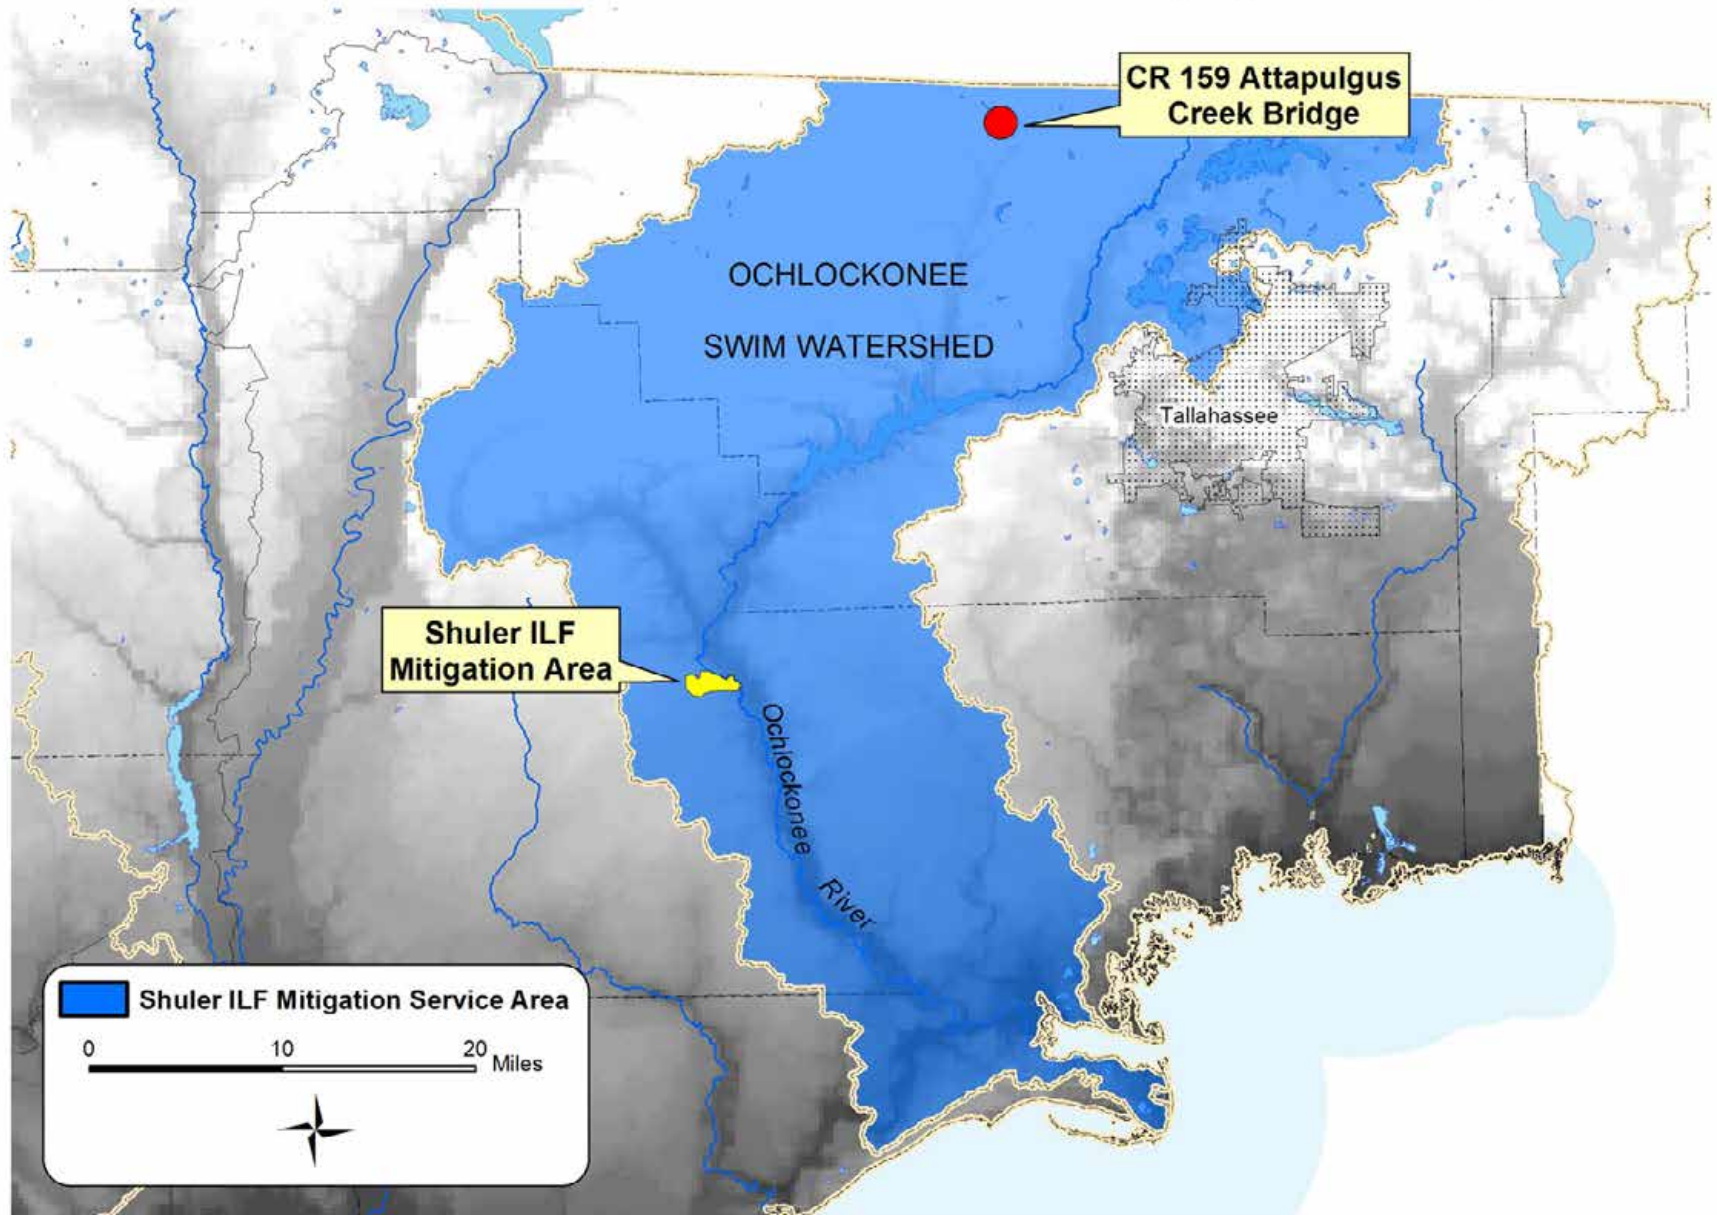 CR 159 Attapulgus
Creek Bridge
OCHLOCKONEE
SWIM WATERSHED
Tallahassee
Shuler ILF
Mitigation Area
Ochlockonee
River
Shuler ILF Mitigation Service Area
0 10 20 Miles